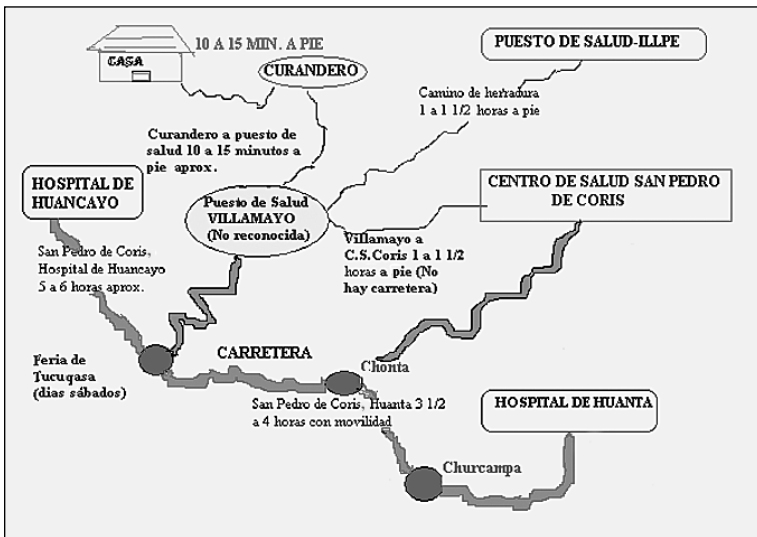 10 A 15 MIN. A PIE
CASA
CURANDERO
PUESTO DE SALUD-ILLPE
Camino de herradura
1 a 1 1/2 horas a pie
Curandero a puesto de
salud 10 a 15 minutos a
pie aprox.
HOSPITAL DE
HUANCAYO
Puesto de Salud
VILLAMAYO
(No reconocida)
CENTRO DE SALUD SAN PEDRO
DE CORIS
San Pedro de Coris,
Hospital de Huancayo
5 a 6 horas aprox.
Villamayo a
C.S.Coris 1 a 1 1/2
horas a pie (No
hay carretera)
Feria de
Tucuqasa
(dias sábados)
CARRETERA
Chonta
San Pedro de Coris, Huanta 3 1/2
a 4 horas con movilidad
HOSPITAL DE HUANTA
Churcampa